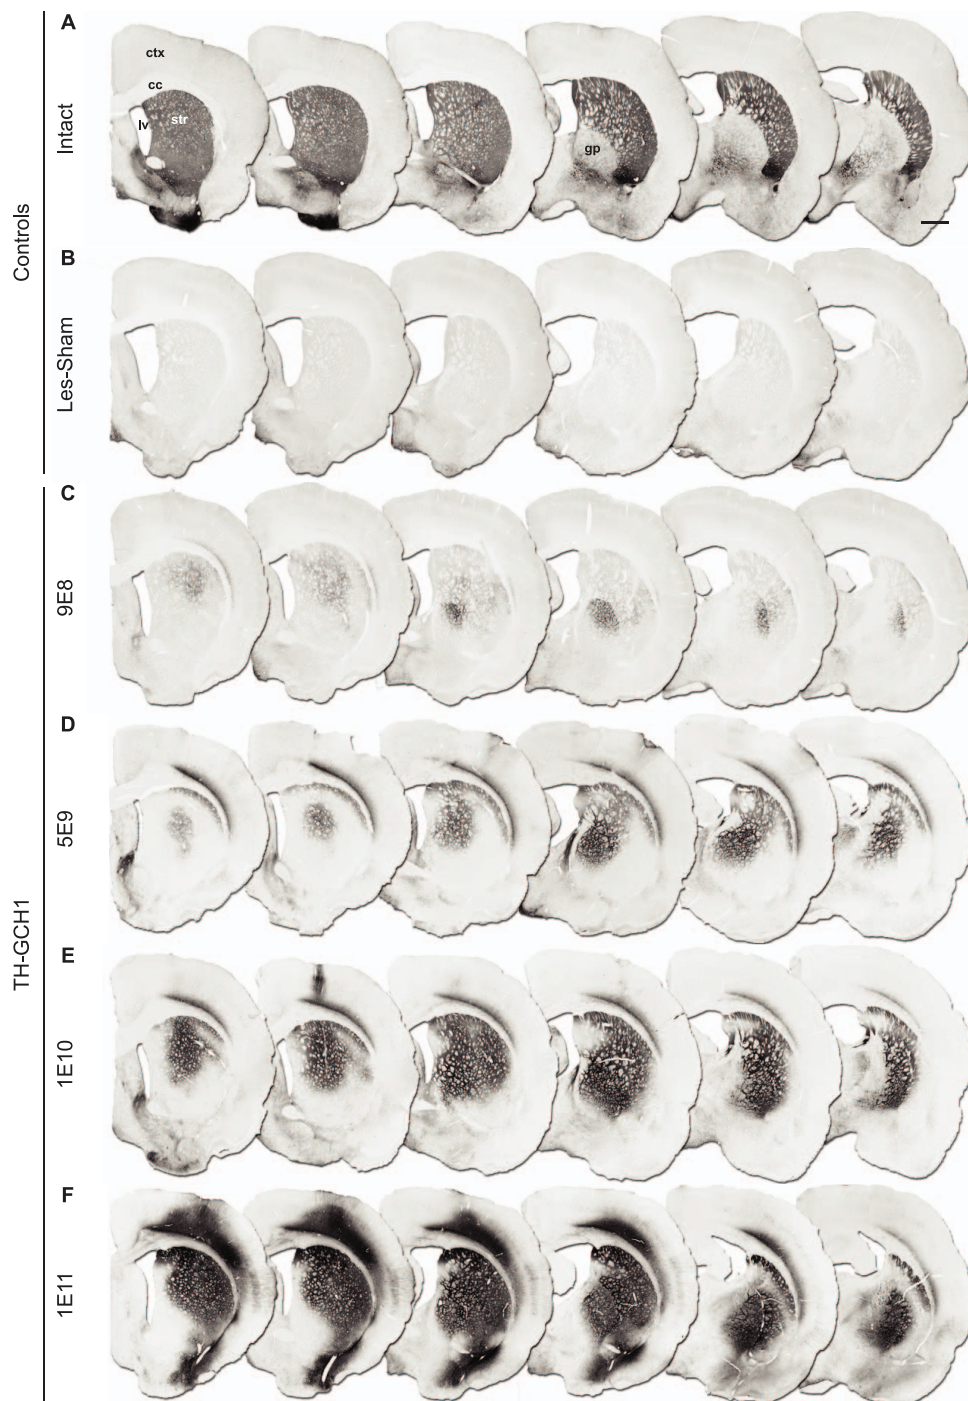 A
ctx
cc
lv
str
gp
Intact
Controls
B
Les-Sham
C
9E8
D
5E9
TH-GCH1
E
1E10
F
1E11